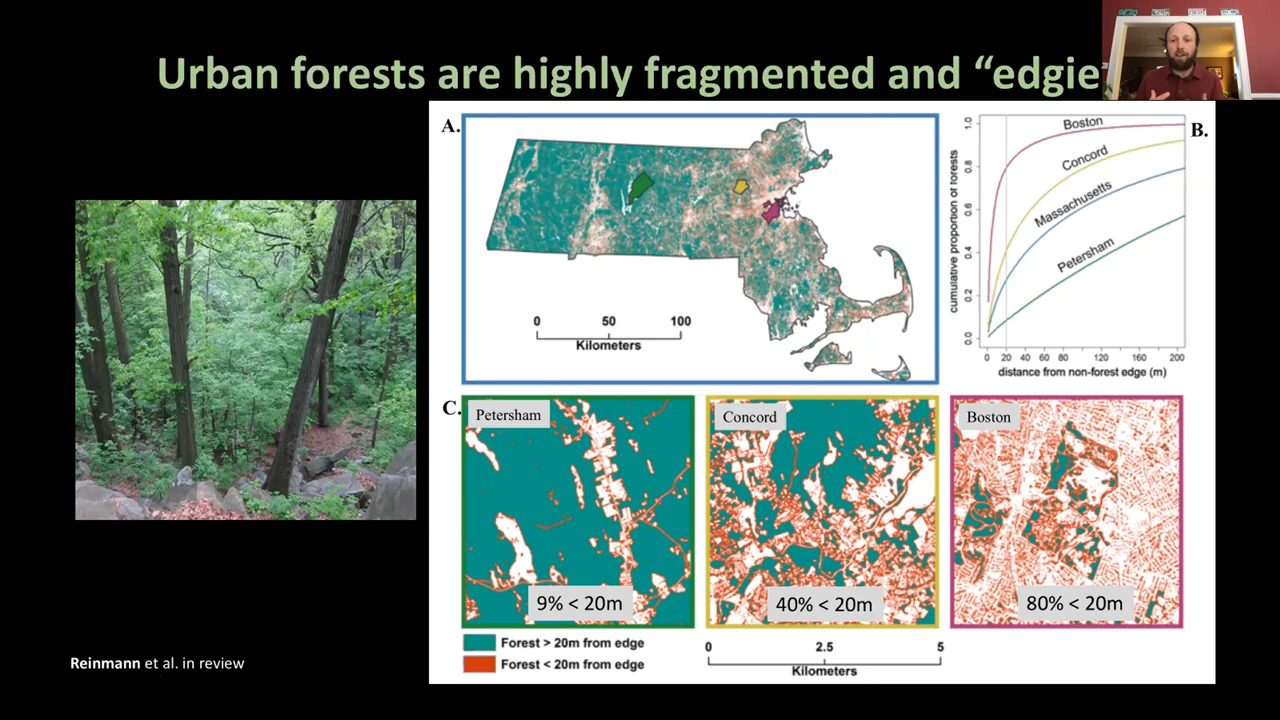 Urban forests are highly fragmented and “edgie
A.
0 50 100
Kilometers
B.
cumulative proportion of forests
0.0 0.2 0.4 0.6 0.8 1.0
Boston
Concord
Massachusetts
Petersham
0 20 40 60 80 120 160 200
distance from non-forest edge (m)
C.
Petersham
9% < 20m
Concord
40% < 20m
Boston
80% < 20m
Forest > 20m from edge
Forest < 20m from edge
0 2.5 5
Kilometers
Reinmann et al. in review